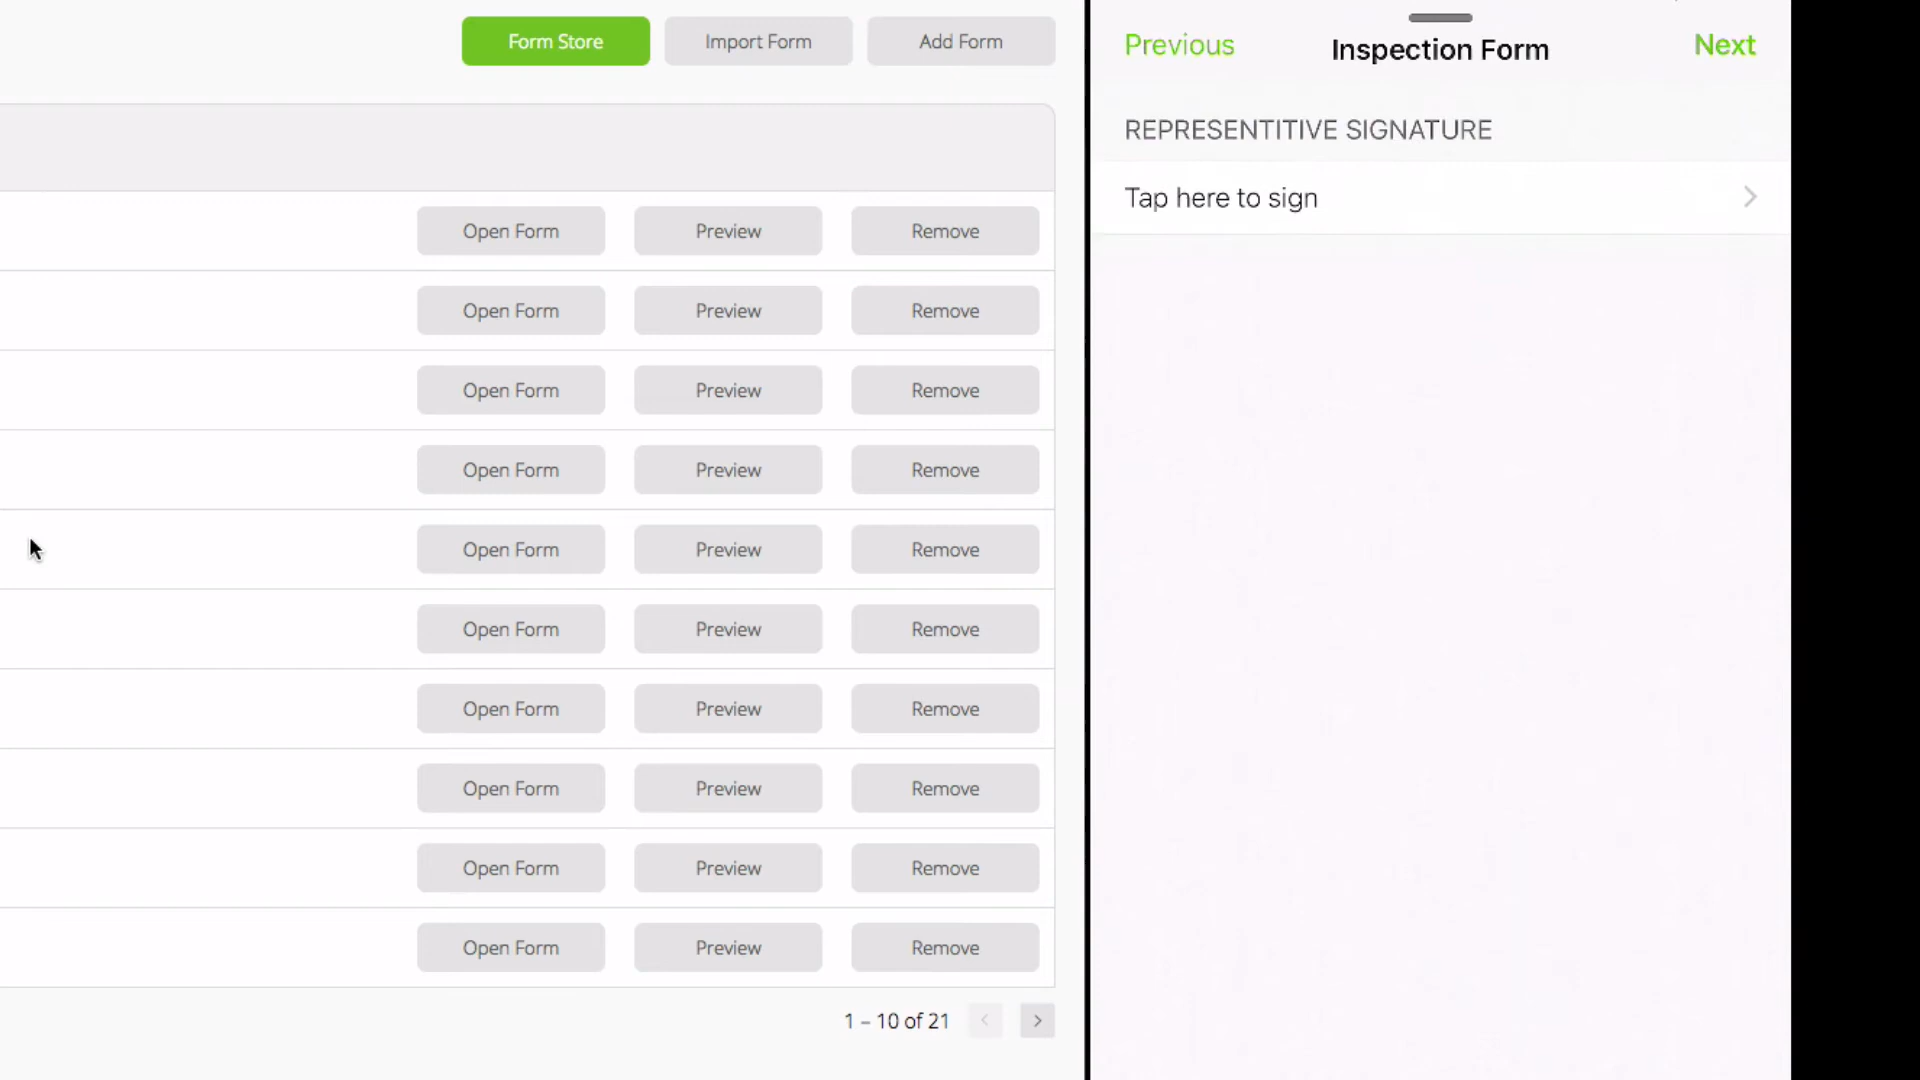 Form Store Import Form Add Form
Open Form Preview Remove
Open Form Preview Remove
Open Form Preview Remove
Open Form Preview Remove
Open Form Preview Remove
Open Form Preview Remove
Open Form Preview Remove
Open Form Preview Remove
Open Form Preview Remove
Open Form Preview Remove
1 – 10 of 21
Previous Inspection Form Next
REPRESENTITIVE SIGNATURE
Tap here to sign